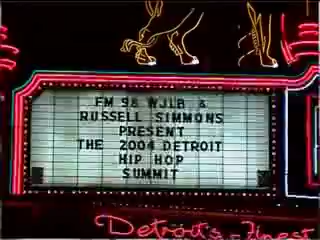 FM 98 WJLB &
RUSSELL SIMMONS
PRESENT
THE 2004 DETROIT
HIP HOP
SUMMIT
Detroit's - Finest